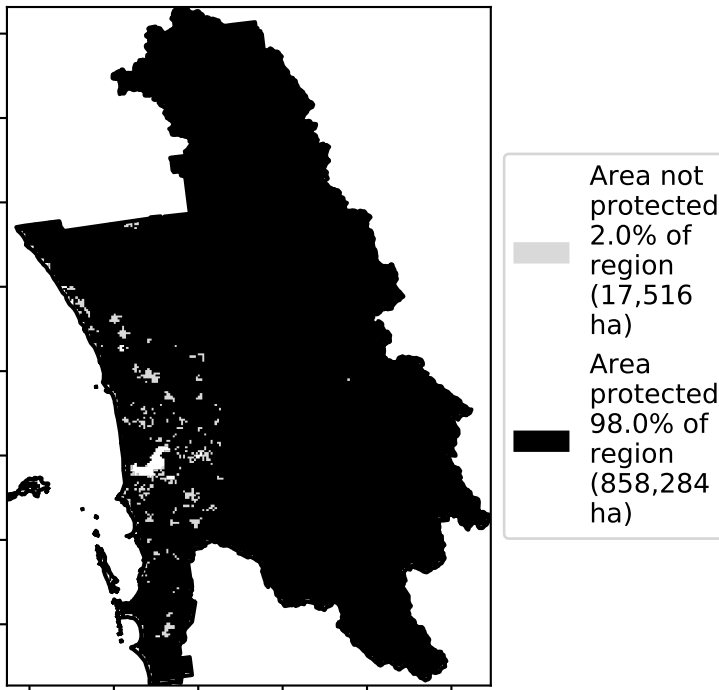 Area not
protected
2.0% of
region
(17,516
ha)
Area
protected
98.0% of
region
(858,284
ha)